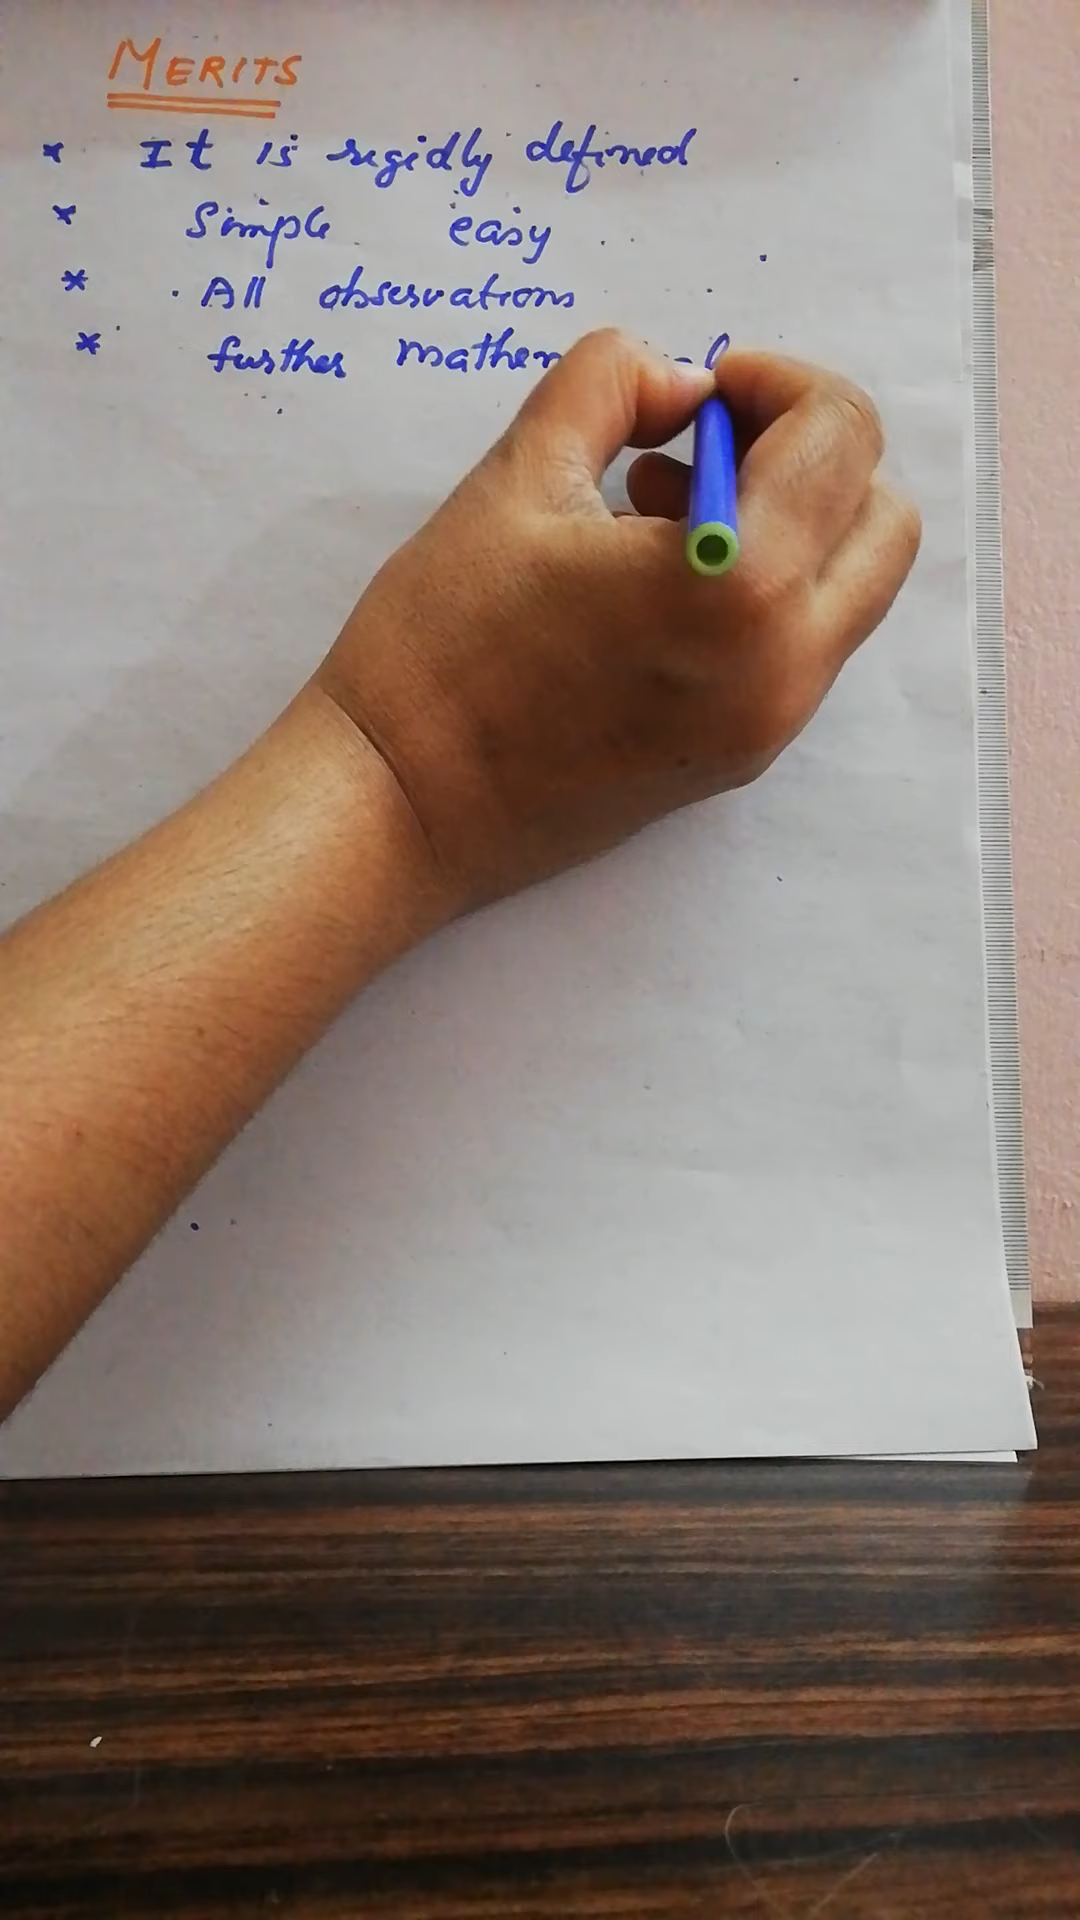 MERITS
* It is rigidly defined
* Simple easy
* All observations
* further